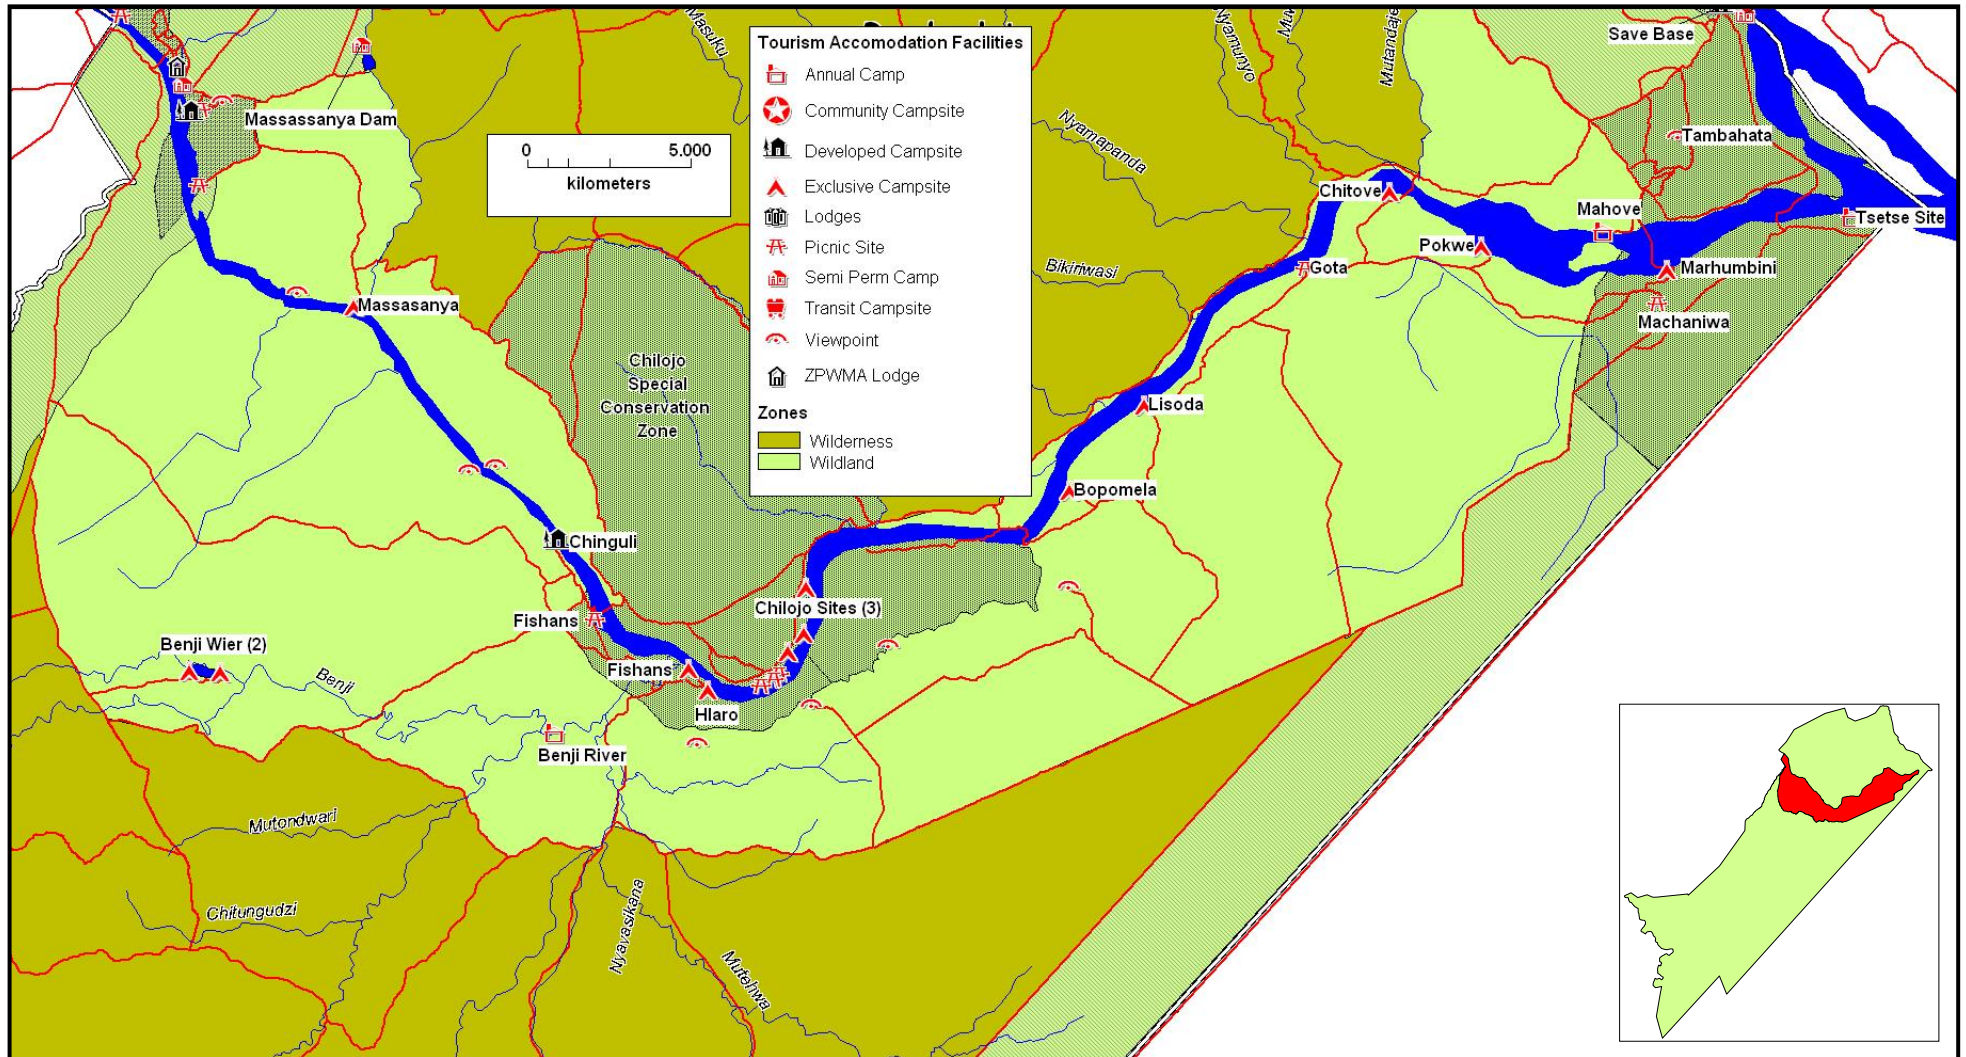 Masuku
Nyamunyo
Mutandaje
Save Base
Tourism Accomodation Facilities
Annual Camp
Community Campsite
Developed Campsite
Exclusive Campsite
Lodges
Picnic Site
Semi Perm Camp
Transit Campsite
Viewpoint
ZPWMA Lodge
Zones
Wilderness
Wildland
0 5.000
kilometers
Massassanya Dam
Nyamapanda
Tambahata
Chitove
Mahove
Tsetse Site
Pokwe
Bikiriwasi
Gota
Marhumbini
Massasanya
Machaniwa
Chilojo
Special
Conservation
Zone
Lisoda
Bopomela
Chinguli
Chilojo Sites (3)
Fishans
Benji Wier (2)
Fishans
Benji
Hlaro
Benji River
Mutondwari
Chitungudzi
Nyavasikana
Mutehwa